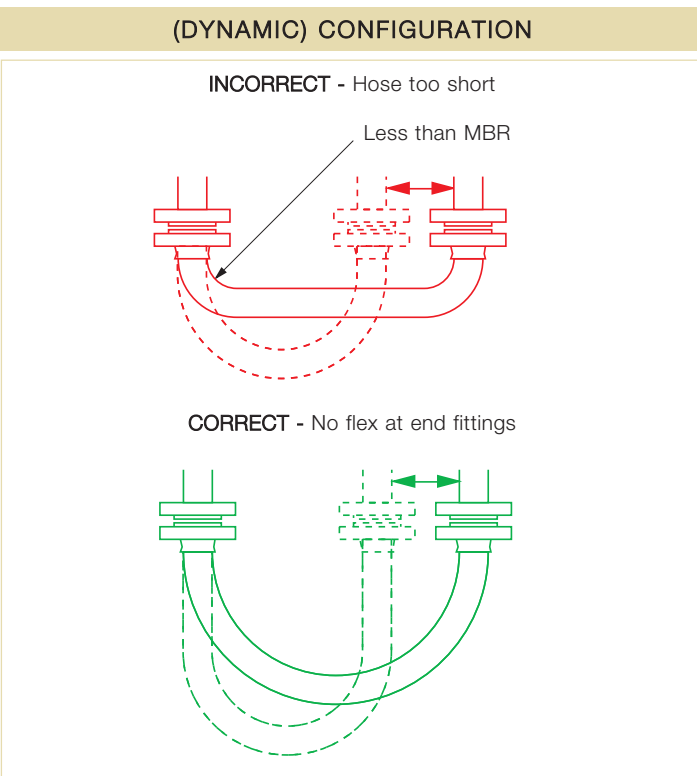 (DYNAMIC) CONFIGURATION
INCORRECT - Hose too short
Less than MBR
CORRECT - No flex at end fittings